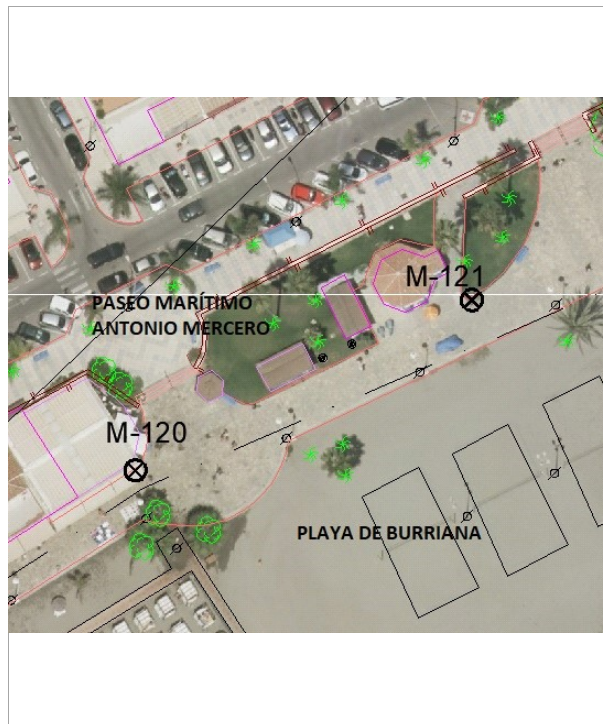 M-121
PASEO MARÍTIMO
ANTONIO MERCERO
M-120
PLAYA DE BURRIANA